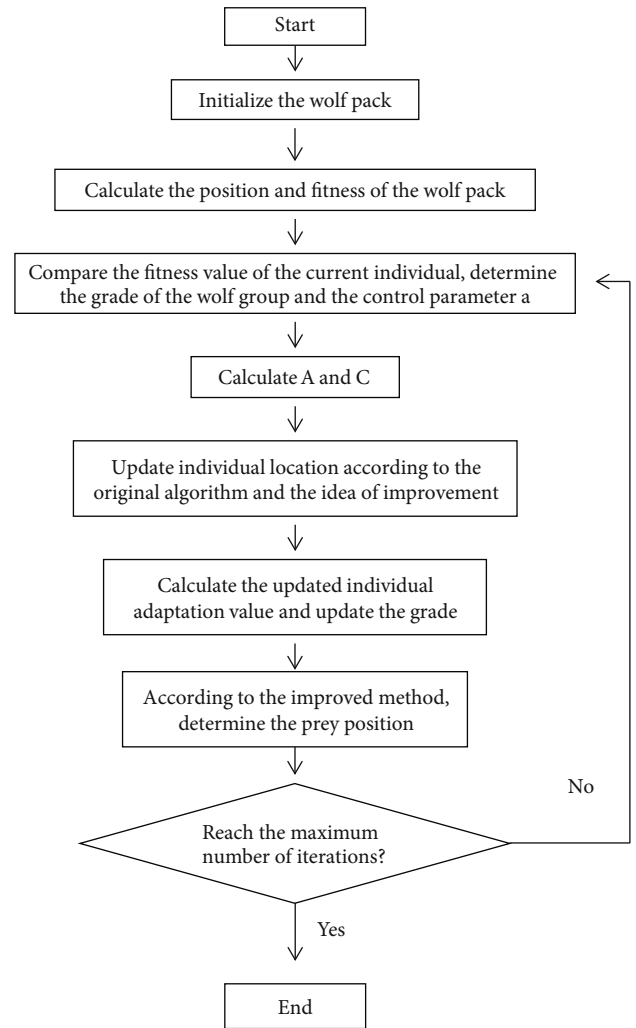 Start
Initialize the wolf pack
Calculate the position and fitness of the wolf pack
Compare the fitness value of the current individual, determine
the grade of the wolf group and the control parameter a
Calculate A and C
Update individual location according to the
original algorithm and the idea of improvement
Calculate the updated individual
adaptation value and update the grade
According to the improved method,
determine the prey position
No
Reach the maximum
number of iterations?
Yes
End